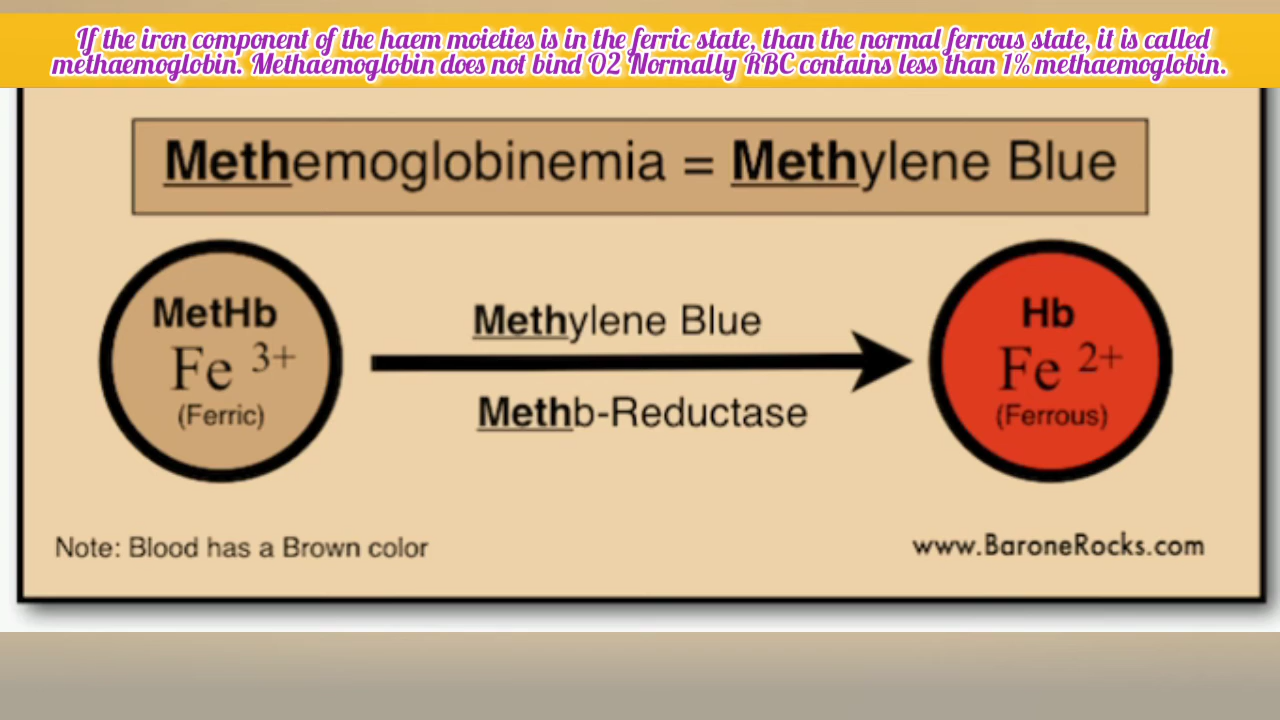 If the iron component of the haem moieties is in the ferric state, than the normal ferrous state, it is called
methaemoglobin. Methaemoglobin does not bind O2 Normally RBC contains less than 1% methaemoglobin.
Methemoglobinemia = Methylene Blue
MetHb
Fe 3+
(Ferric)
Methylene Blue
Methb-Reductase
Hb
Fe 2+
(Ferrous)
Note: Blood has a Brown color
www.BaroneRocks.com